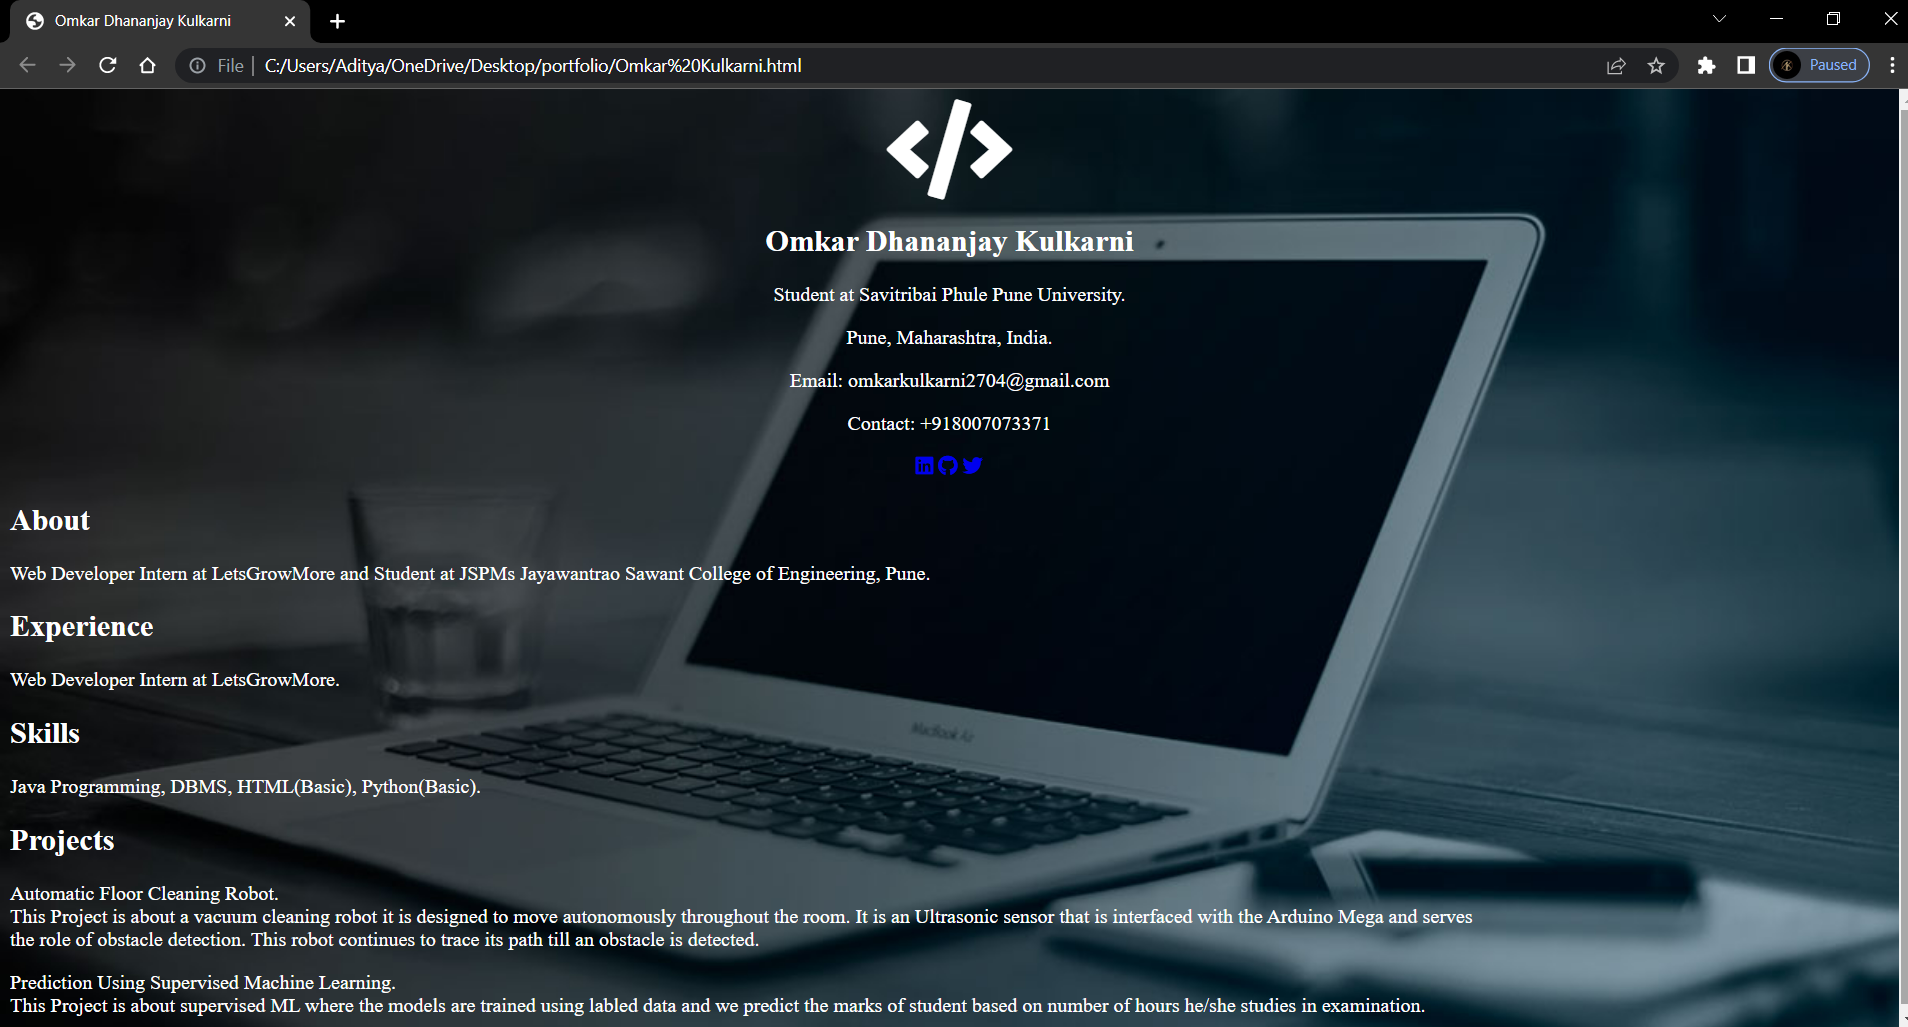 Omkar Dhananjay Kulkarni
File
C:/Users/Aditya/OneDrive/Desktop/portfolio/Omkar%20Kulkarni.html
Paused
</>
Omkar Dhananjay Kulkarni
Student at Savitribai Phule Pune University.
Pune, Maharashtra, India.
Email: omkarkulkarni2704@gmail.com
Contact: +918007073371
in
About
Web Developer Intern at LetsGrowMore and Student at JSPMs Jayawantrao Sawant College of Engineering, Pune.
Experience
Web Developer Intern at LetsGrowMore.
MacBook Air
Skills
Java Programming, DBMS, HTML(Basic), Python(Basic).
Projects
Automatic Floor Cleaning Robot.
This Project is about a vacuum cleaning robot it is designed to move autonomously throughout the room. It is an Ultrasonic sensor that is interfaced with the Arduino Mega and serves
the role of obstacle detection. This robot continues to trace its path till an obstacle is detected.
Prediction Using Supervised Machine Learning.
This Project is about supervised ML where the models are trained using labled data and we predict the marks of student based on number of hours he/she studies in examination.